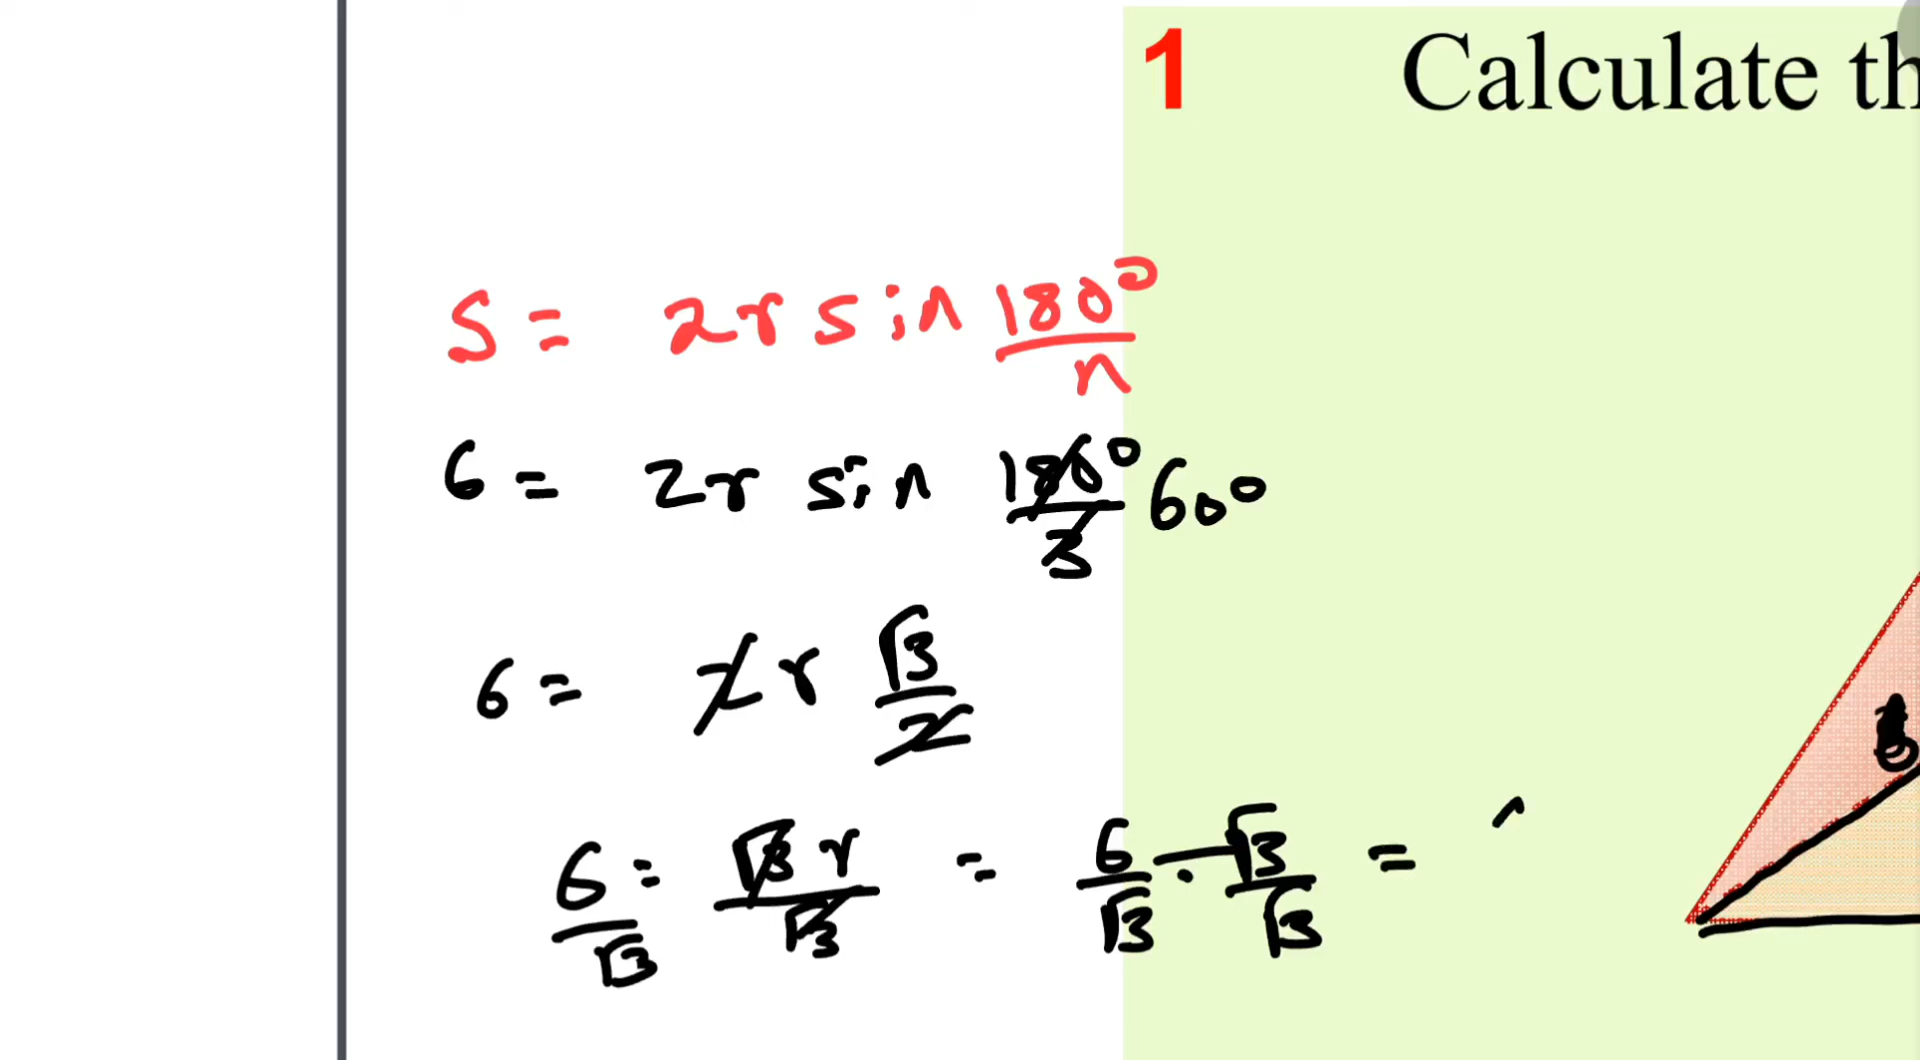 1 Calculate th
S = 2r sin 180°/n
6 = 2r sin 180°/3 60°
6 = 2r √3/2
6/√3 = √3 r/√3 = 6/√3 · √3/√3 =